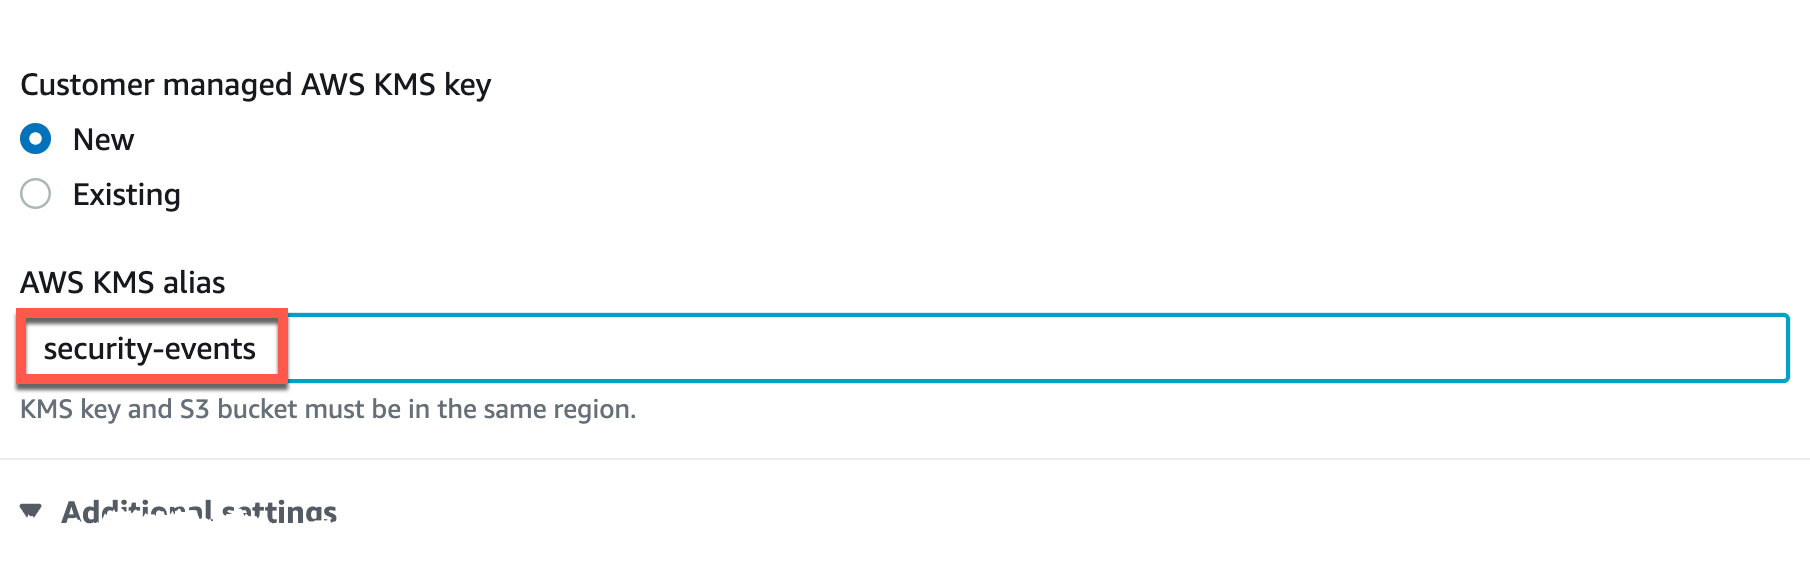 Customer managed AWS KMS key
New
Existing
AWS KMS alias
security-events
KMS key and S3 bucket must be in the same region.
Additional settings